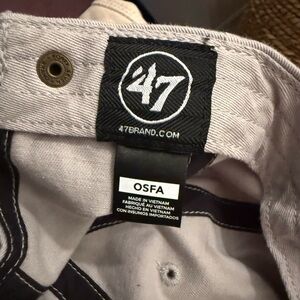 '47
47BRAND.COM
OSFA
MADE IN VIETNAM
FABRIQUÉ AU VIETNAM
HECHO EN VIETNAM
CON INSUMOS IMPORTADOS